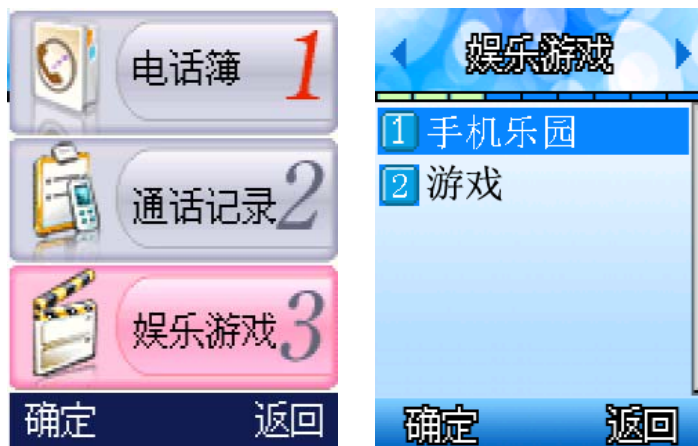 电话簿 1
通话记录 2
娱乐游戏 3
确定 返回
娱乐游戏
1 手机乐园
2 游戏
确定 返回